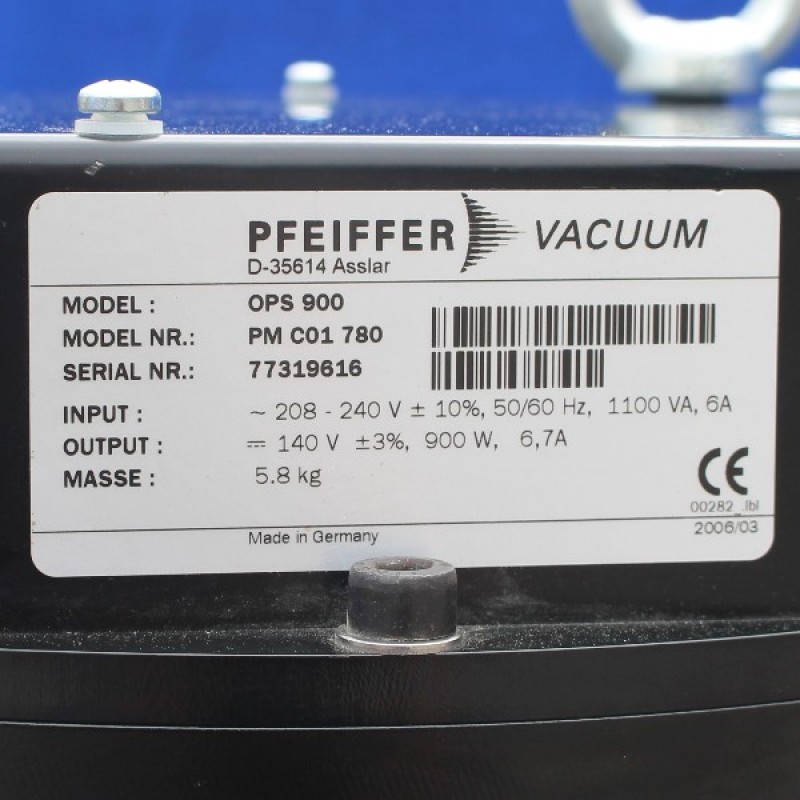 PFEIFFER VACUUM
D-35614 Asslar
MODEL : OPS 900
MODEL NR.: PM C01 780
SERIAL NR.: 77319616
INPUT : ~ 208 - 240 V ± 10%, 50/60 Hz, 1100 VA, 6A
OUTPUT : ⎓ 140 V ±3%, 900 W, 6,7A
MASSE : 5.8 kg
CE
00282_.lbl
Made in Germany 2006/03